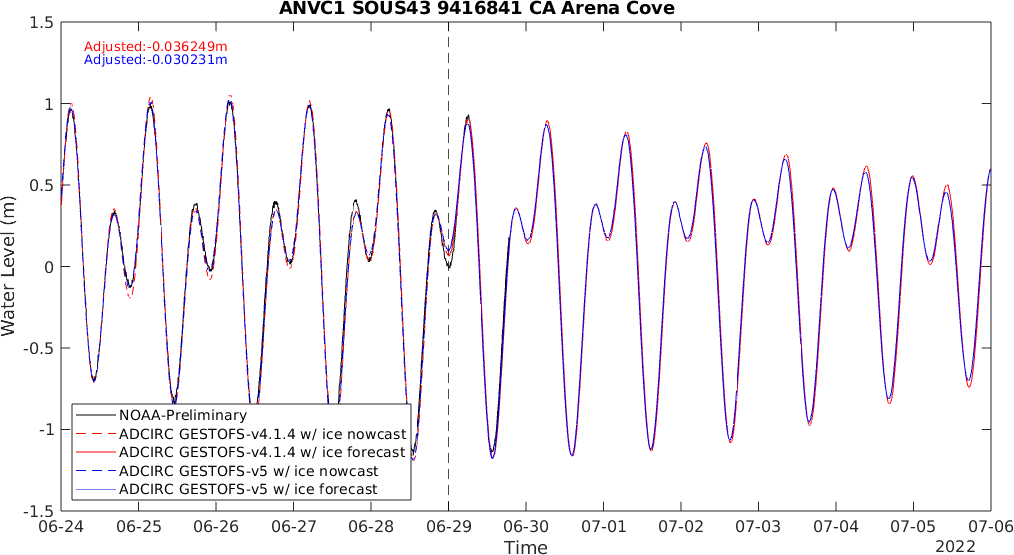 ANVC1 SOUS43 9416841 CA Arena Cove
Adjusted:-0.036249m
Adjusted:-0.030231m
Water Level (m)
1.5
1
0.5
0
-0.5
-1
-1.5
NOAA-Preliminary
ADCIRC GESTOFS-v4.1.4 w/ ice nowcast
ADCIRC GESTOFS-v4.1.4 w/ ice forecast
ADCIRC GESTOFS-v5 w/ ice nowcast
ADCIRC GESTOFS-v5 w/ ice forecast
06-24 06-25 06-26 06-27 06-28 06-29 06-30 07-01 07-02 07-03 07-04 07-05 07-06
Time
2022